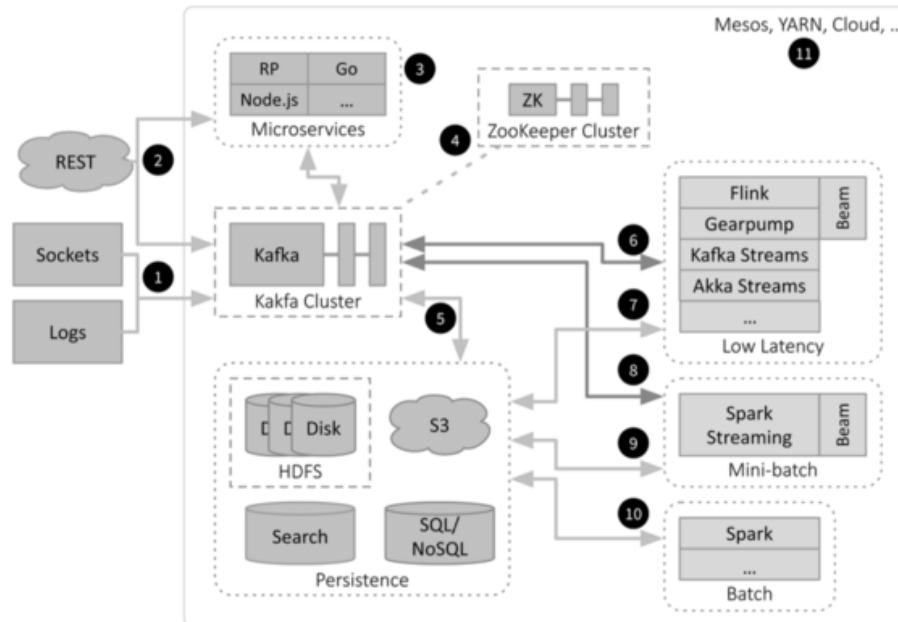 Mesos, YARN, Cloud, ...
11
RP
Go
3
Node.js
...
Microservices
ZK
ZooKeeper Cluster
4
REST
2
Flink
Beam
Gearpump
Kafka Streams
Akka Streams
...
Low Latency
6
Sockets
1
Logs
Kafka
Kakfa Cluster
5
7
8
D
D
Disk
HDFS
S3
Spark
Streaming
Beam
Mini-batch
9
10
Search
SQL/
NoSQL
Persistence
Spark
...
Batch